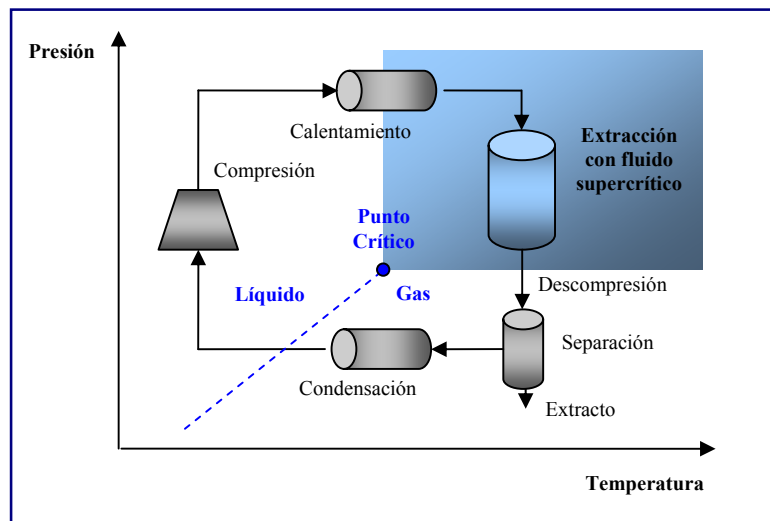 Presión
Calentamiento
Extracción
con fluido
supercrítico
Compresión
Punto
Crítico
Líquido
Gas
Descompresión
Separación
Condensación
Extracto
Temperatura